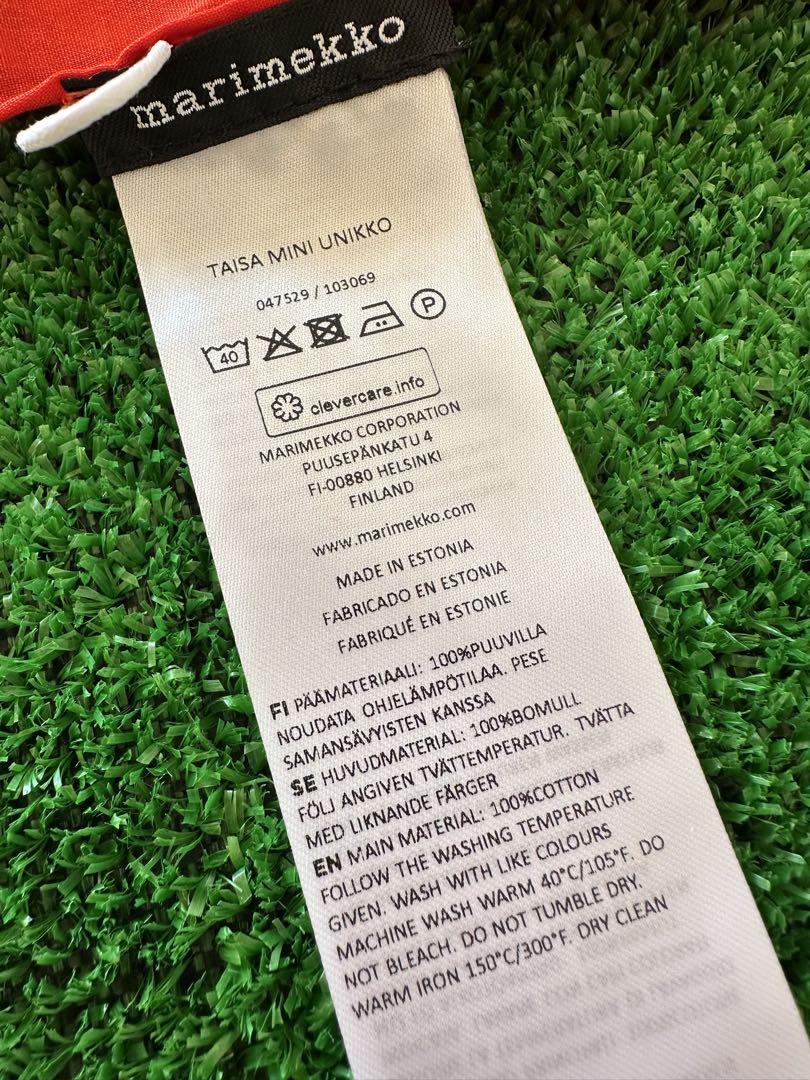 marimekko
TAISA MINI UNIKKO
047529 / 103069
40
P
clevercare.info
MARIMEKKO CORPORATION
PUUSEPÄNKATU 4
FI-00880 HELSINKI
FINLAND
www.marimekko.com
MADE IN ESTONIA
FABRICADO EN ESTONIA
FABRIQUÉ EN ESTONIE
FI PÄÄMATERIAALI: 100%PUUVILLA
NOUDATA OHJELÄMPÖTILAA. PESE
SAMANSÄVYISTEN KANSSA
SE HUVUDMATERIAL: 100%BOMULL
FÖLJ ANGIVEN TVÄTTEMPERATUR. TVÄTTA
MED LIKNANDE FÄRGER
EN MAIN MATERIAL: 100%COTTON
FOLLOW THE WASHING TEMPERATURE
GIVEN. WASH WITH LIKE COLOURS
MACHINE WASH WARM 40°C/105°F. DO
NOT BLEACH. DO NOT TUMBLE DRY.
WARM IRON 150°C/300°F. DRY CLEAN